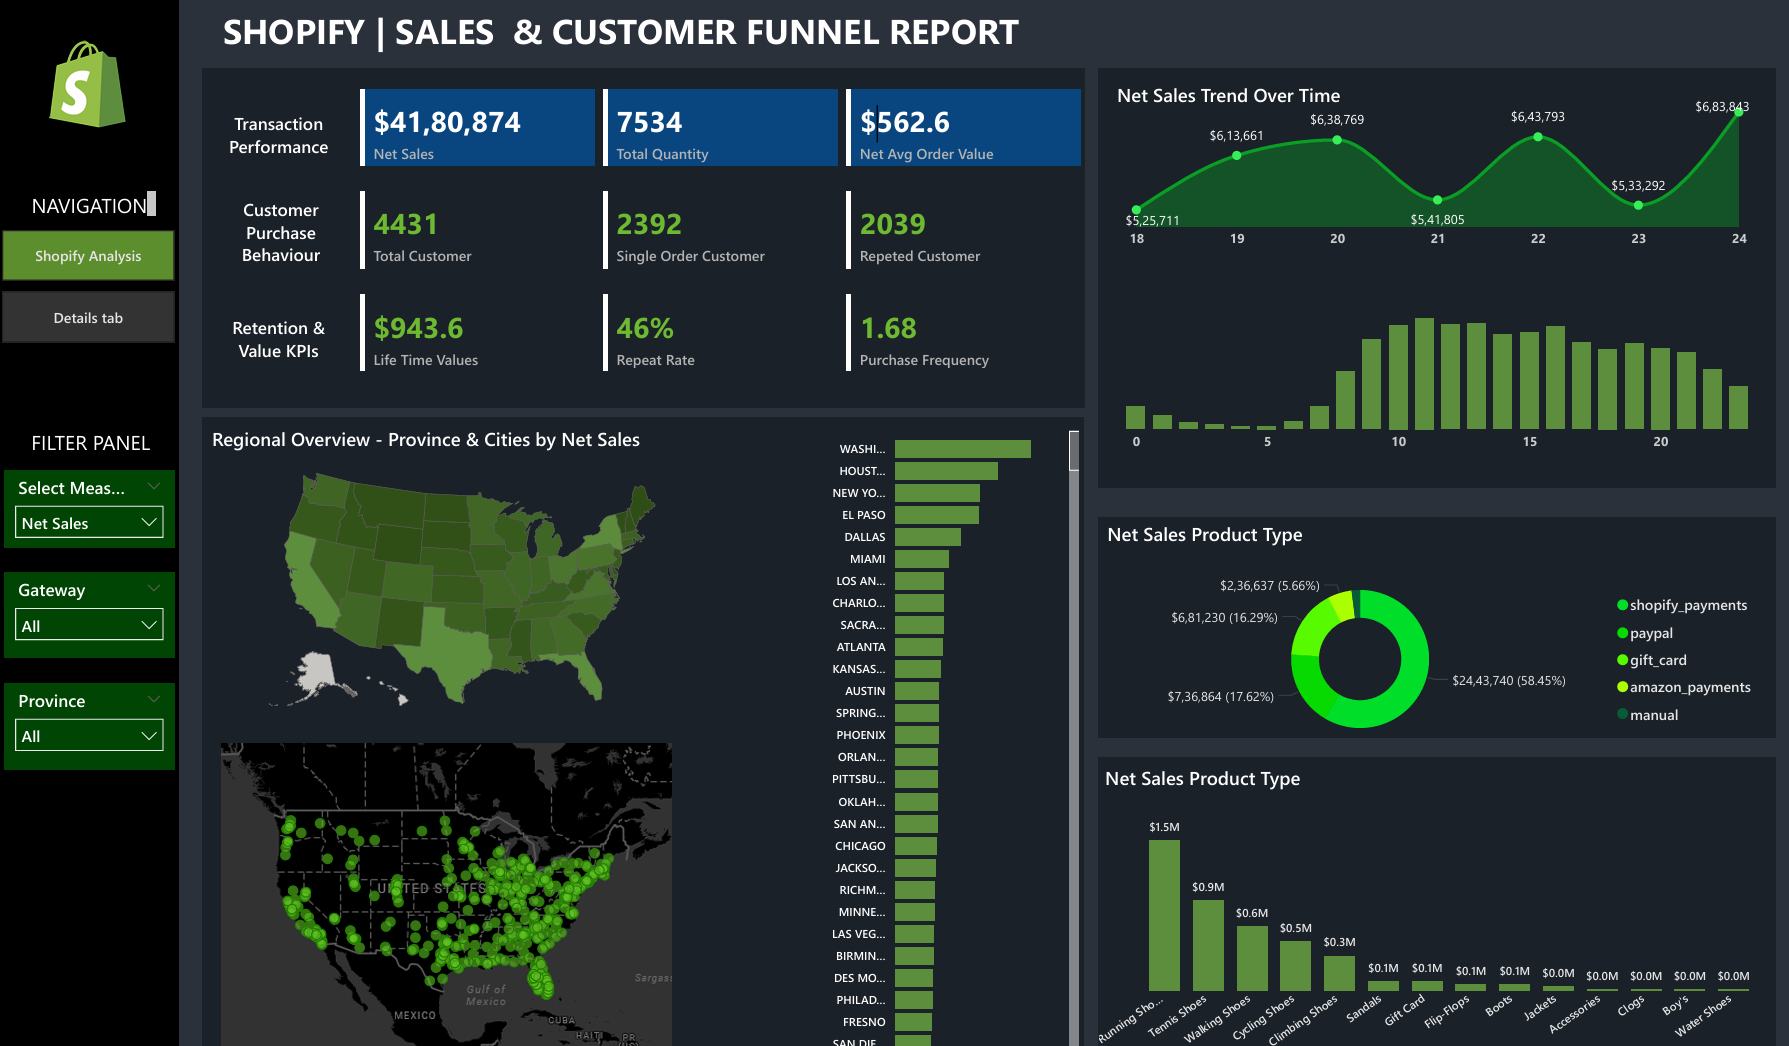 SHOPIFY | SALES & CUSTOMER FUNNEL REPORT
S
NAVIGATION
Shopify Analysis
Details tab
FILTER PANEL
Select Meas...
Net Sales
Gateway
All
Province
All
Transaction
Performance
$41,80,874
Net Sales
7534
Total Quantity
$562.6
Net Avg Order Value
Customer
Purchase
Behaviour
4431
Total Customer
2392
Single Order Customer
2039
Repeted Customer
Retention &
Value KPIs
$943.6
Life Time Values
46%
Repeat Rate
1.68
Purchase Frequency
Net Sales Trend Over Time
$5,25,711
$6,13,661
$6,38,769
$5,41,805
$6,43,793
$5,33,292
$6,83,843
18
19
20
21
22
23
24
0
5
10
15
20
Regional Overview - Province & Cities by Net Sales
WASHI...
HOUST...
NEW YO...
EL PASO
DALLAS
MIAMI
LOS AN...
CHARLO...
SACRA...
ATLANTA
KANSAS...
AUSTIN
SPRING...
PHOENIX
ORLAN...
PITTSBU...
OKLAH...
SAN AN...
CHICAGO
JACKSO...
RICHM...
MINNE...
LAS VEG...
BIRMIN...
DES MO...
PHILAD...
FRESNO
SAN DIE...
UNITED STATES
Gulf of
Mexico
MEXICO
CUBA
HAITI
PR
(US)
Sargass
Net Sales Product Type
$2,36,637 (5.66%)
$6,81,230 (16.29%)
$7,36,864 (17.62%)
$24,43,740 (58.45%)
shopify_payments
paypal
gift_card
amazon_payments
manual
Net Sales Product Type
$1.5M
$0.9M
$0.6M
$0.5M
$0.3M
$0.1M
$0.1M
$0.1M
$0.1M
$0.0M
$0.0M
$0.0M
$0.0M
$0.0M
Running Sho...
Tennis Shoes
Walking Shoes
Cycling Shoes
Climbing Shoes
Sandals
Gift Card
Flip-Flops
Boots
Jackets
Accessories
Clogs
Boy's
Water Shoes